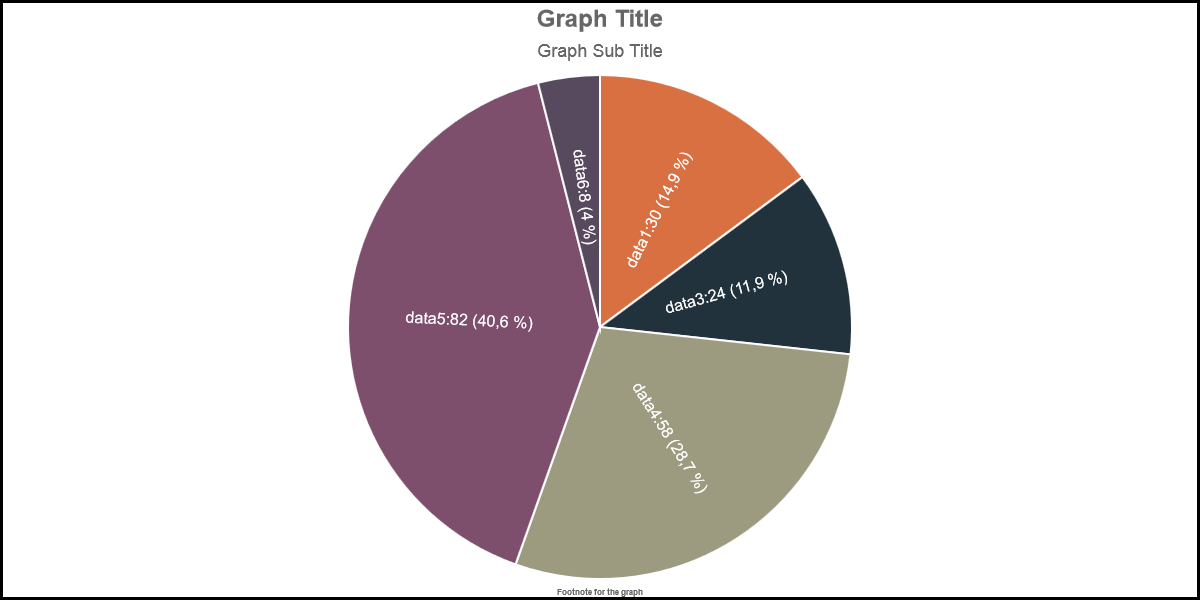 Graph Title
Graph Sub Title
data6:8 (4 %)
data1:30 (14,9 %)
data3:24 (11,9 %)
data5:82 (40,6 %)
data4:58 (28,7 %)
Footnote for the graph